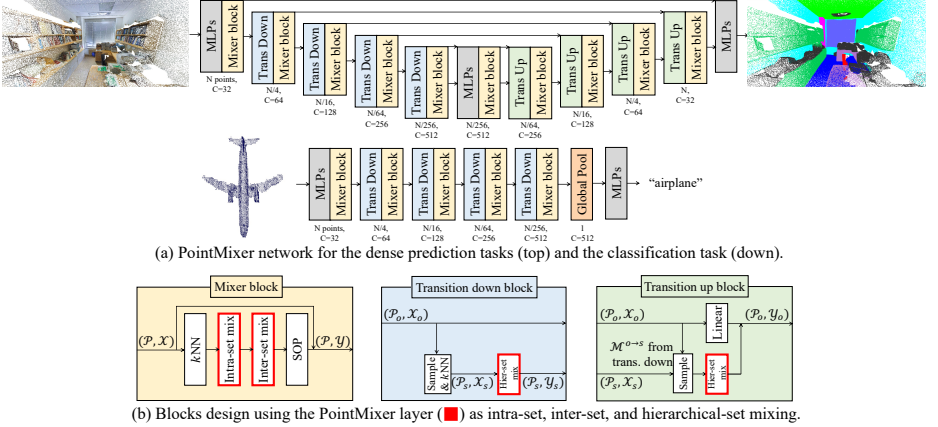 MLPs
Mixer block
Trans Down
Mixer block
Trans Down
Mixer block
Trans Down
Mixer block
Trans Down
Mixer block
MLPs
Mixer block
Trans Up
Mixer block
Trans Up
Mixer block
Trans Up
Mixer block
Trans Up
Mixer block
MLPs
N points,
C=32
N/4,
C=64
N/16,
C=128
N/64,
C=256
N/256,
C=512
N/256,
C=512
N/64,
C=256
N/16,
C=128
N/4,
C=64
N,
C=32
MLPs
Mixer block
Trans Down
Mixer block
Trans Down
Mixer block
Trans Down
Mixer block
Trans Down
Mixer block
Global Pool
MLPs
"airplane"
N points,
C=32
N/4,
C=64
N/16,
C=128
N/64,
C=256
N/256,
C=512
1
C=512
(a) PointMixer network for the dense prediction tasks (top) and the classification task (down).
Mixer block
(𝒫, 𝒳)
kNN
Intra-set mix
Inter-set mix
SOP
(𝒫, 𝒴)
Transition down block
(𝒫ₒ, 𝒳ₒ)
Sample
& kNN
(𝒫ₛ, 𝒳ₛ)
Hier-set
mix
(𝒫ₛ, 𝒴ₛ)
Transition up block
(𝒫ₒ, 𝒳ₒ)
Linear
(𝒫ₒ, 𝒴ₒ)
ℳᵒ→ˢ from
trans. down
(𝒫ₛ, 𝒳ₛ)
Sample
Hier-set
mix
(b) Blocks design using the PointMixer layer (■) as intra-set, inter-set, and hierarchical-set mixing.